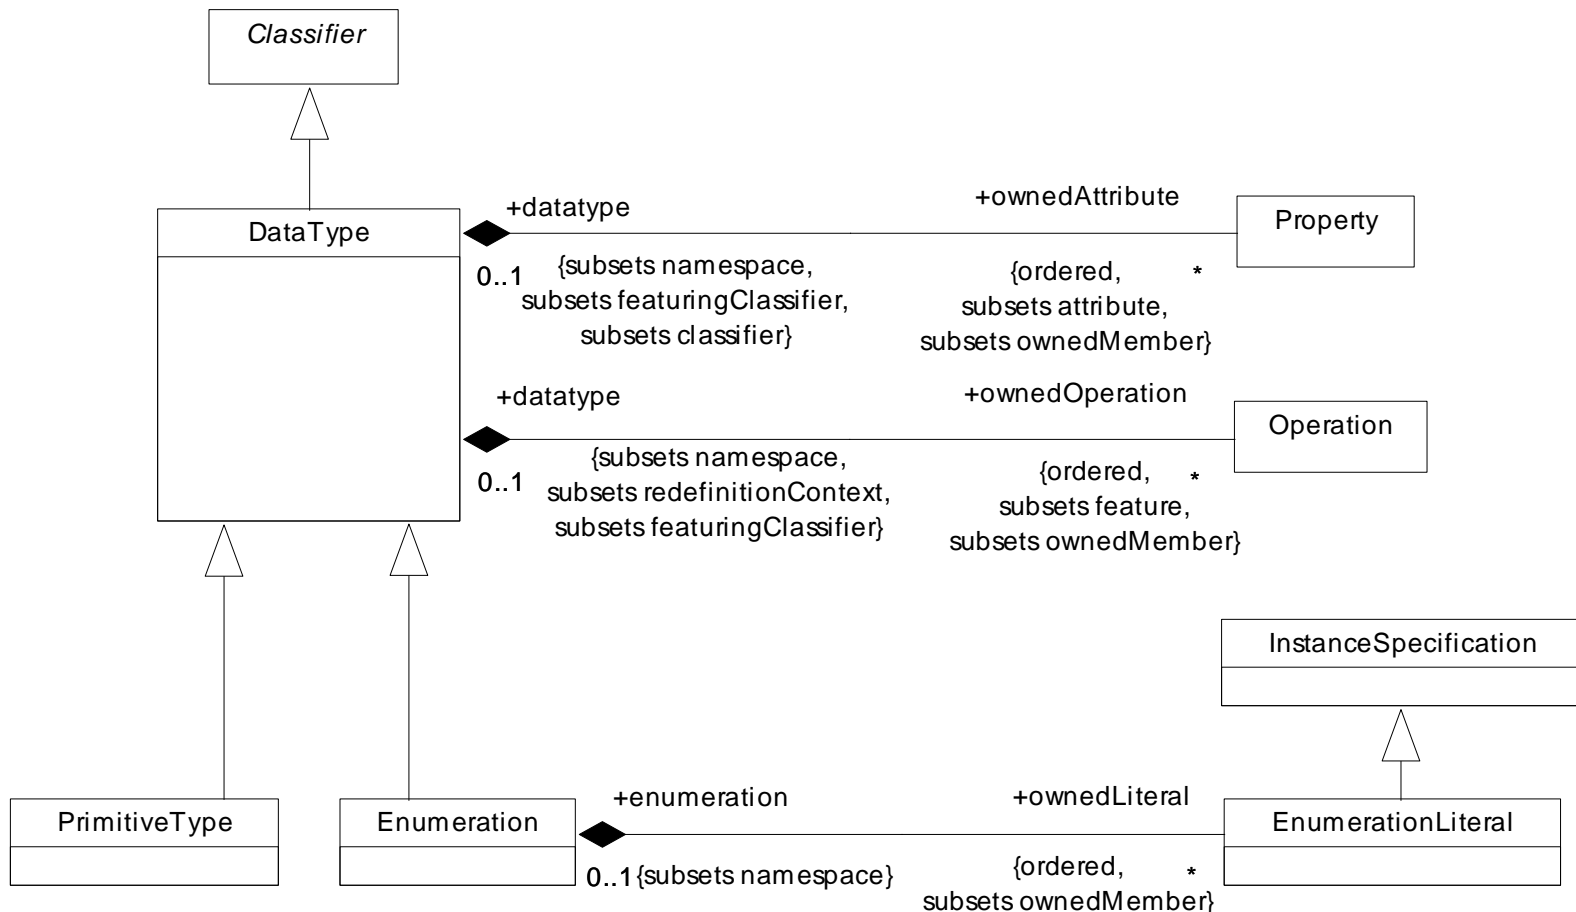 Classifier
+datatype
+ownedAttribute
DataType
Property
0..1
{subsets namespace,
subsets featuringClassifier,
subsets classifier}
{ordered,
*
subsets attribute,
subsets ownedMember}
+datatype
+ownedOperation
Operation
0..1
{subsets namespace,
subsets redefinitionContext,
subsets featuringClassifier}
{ordered,
*
subsets feature,
subsets ownedMember}
InstanceSpecification
PrimitiveType
Enumeration
+enumeration
+ownedLiteral
EnumerationLiteral
0..1
{subsets namespace}
{ordered,
*
subsets ownedMember}